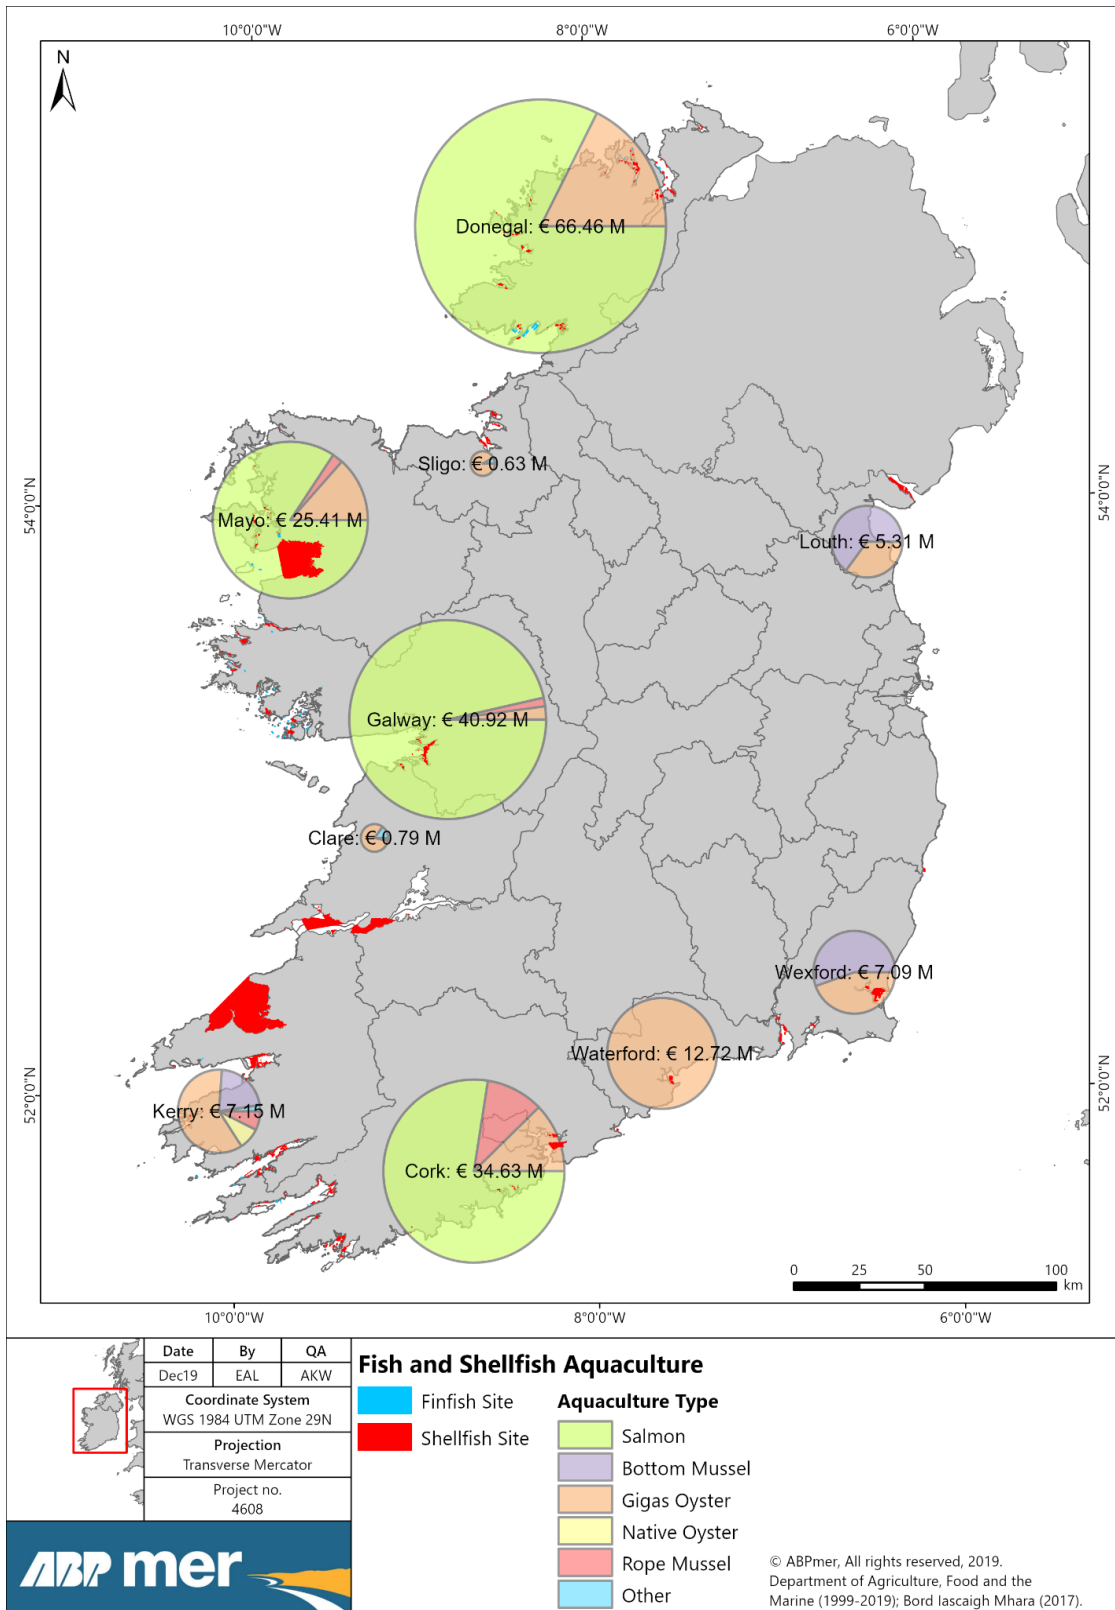 10°0'0"W
8°0'0"W
6°0'0"W
N
Donegal: € 66.46 M
Sligo: € 0.63 M
54°0'0"N
54°0'0"N
Mayo: € 25.41 M
Louth: € 5.31 M
Galway: € 40.92 M
Clare: € 0.79 M
Wexford: € 7.09 M
Waterford: € 12.72 M
52°0'0"N
52°0'0"N
Kerry: € 7.15 M
Cork: € 34.63 M
0 25 50 100
km
10°0'0"W
8°0'0"W
6°0'0"W
Date By QA
Dec19 EAL AKW
Coordinate System
WGS 1984 UTM Zone 29N
Projection
Transverse Mercator
Project no.
4608
ABP mer
Fish and Shellfish Aquaculture
Finfish Site
Shellfish Site
Aquaculture Type
Salmon
Bottom Mussel
Gigas Oyster
Native Oyster
Rope Mussel
Other
© ABPmer, All rights reserved, 2019.
Department of Agriculture, Food and the
Marine (1999-2019); Bord Iascaigh Mhara (2017).